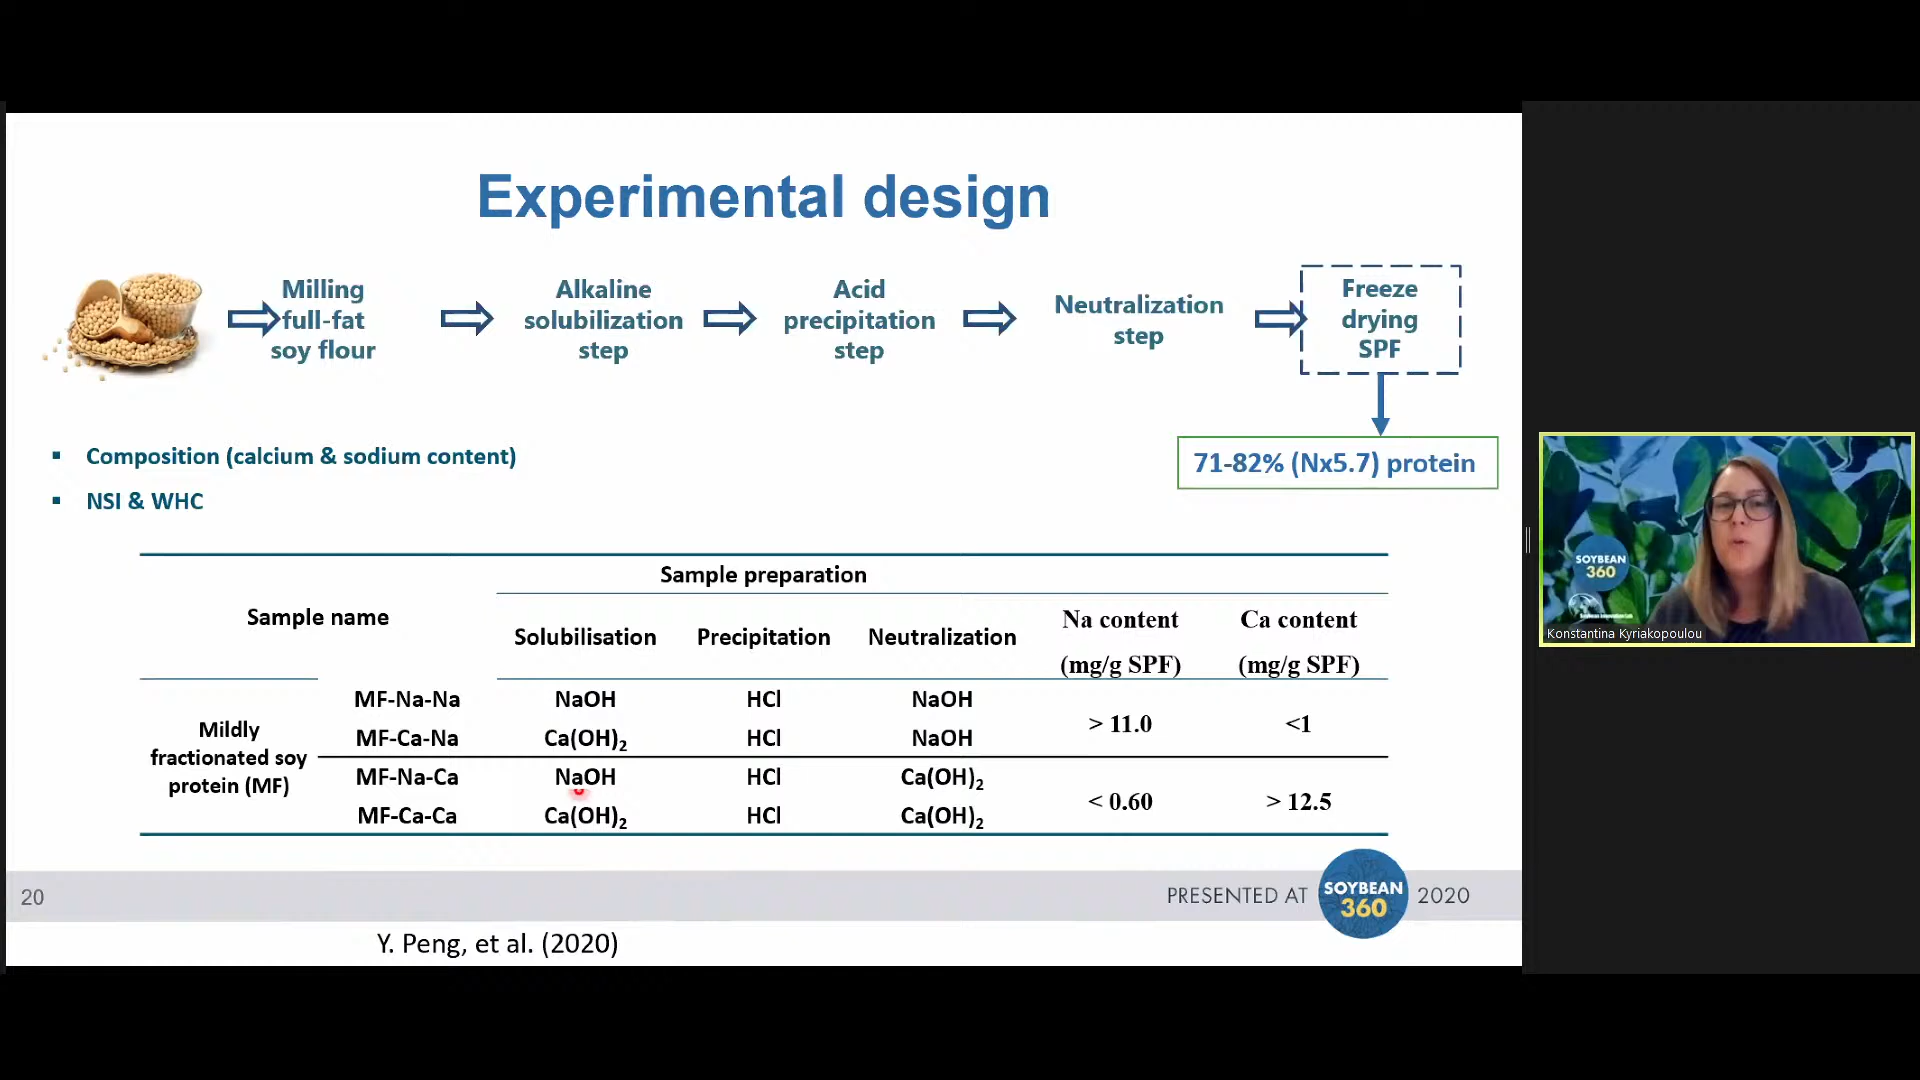 Experimental design
Milling
full-fat
soy flour
Alkaline
solubilization
step
Acid
precipitation
step
Neutralization
step
Freeze
drying
SPF
▪ Composition (calcium & sodium content)
▪ NSI & WHC
71-82% (Nx5.7) protein
Sample preparation
Sample name
Solubilisation Precipitation Neutralization
Na content
(mg/g SPF)
Ca content
(mg/g SPF)
Mildly
fractionated soy
protein (MF)
MF-Na-Na NaOH HCl NaOH
MF-Ca-Na Ca(OH)₂ HCl NaOH
> 11.0 <1
MF-Na-Ca NaOH HCl Ca(OH)₂
MF-Ca-Ca Ca(OH)₂ HCl Ca(OH)₂
< 0.60 > 12.5
20
PRESENTED AT
SOYBEAN
360
2020
Y. Peng, et al. (2020)
SOYBEAN
360
Konstantina Kyriakopoulou